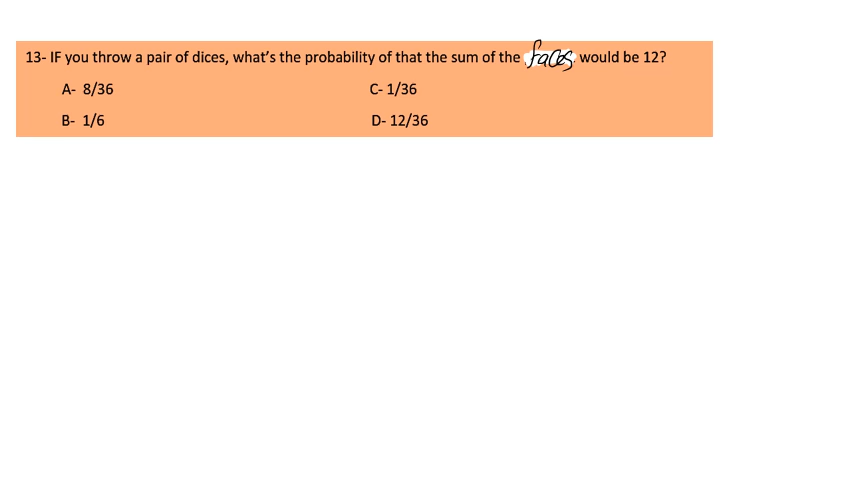 13- IF you throw a pair of dices, what's the probability of that the sum of the faces would be 12?
A- 8/36 C- 1/36
B- 1/6 D- 12/36